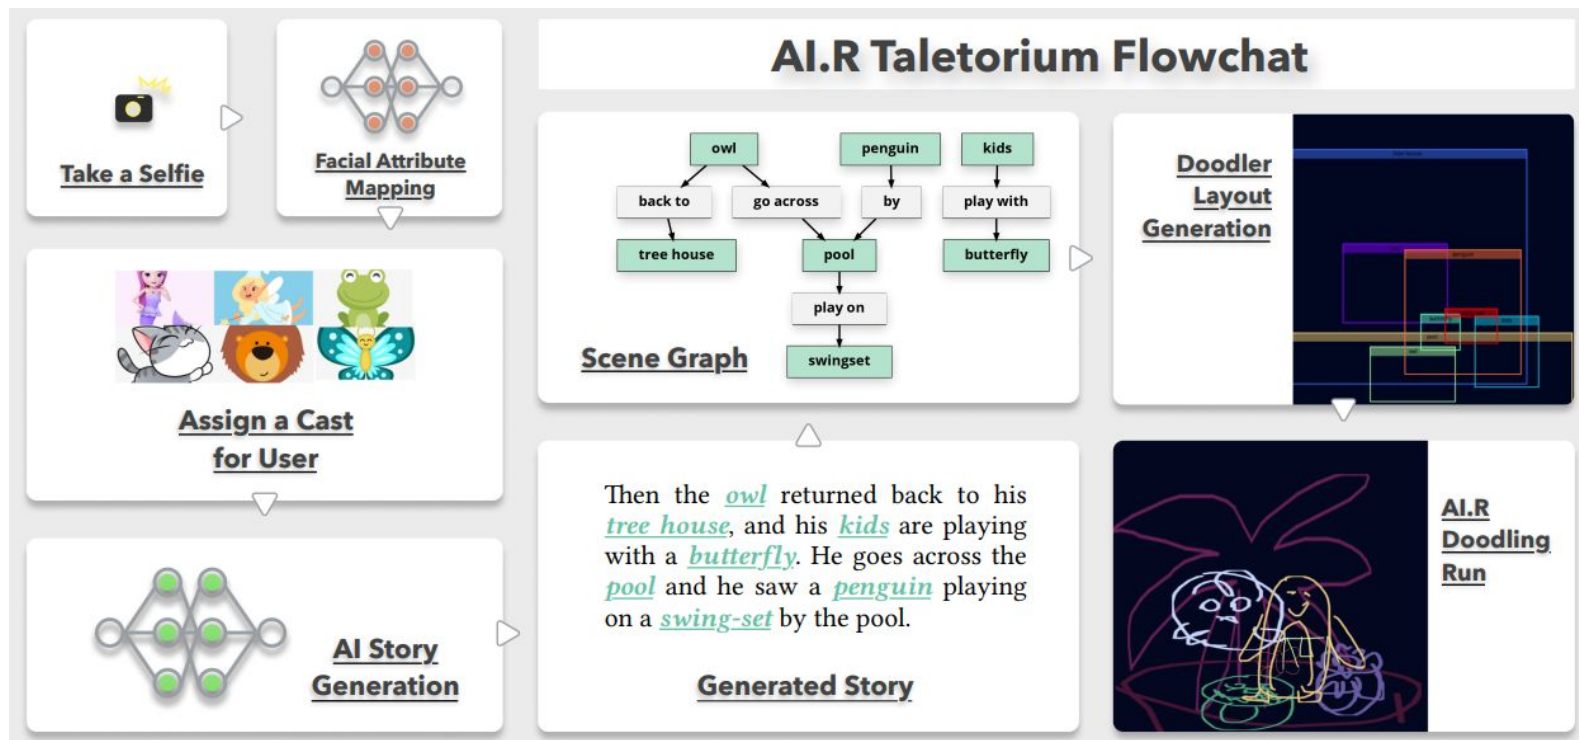 AI.R Taletorium Flowchat
Take a Selfie
Facial Attribute
Mapping
Assign a Cast
for User
AI Story
Generation
Then the owl returned back to his
tree house, and his kids are playing
with a butterfly. He goes across the
pool and he saw a penguin playing
on a swing-set by the pool.
Generated Story
owl
penguin
kids
back to
go across
by
play with
tree house
pool
butterfly
play on
swingset
Scene Graph
Doodler
Layout
Generation
penguin
AI.R
Doodling
Run